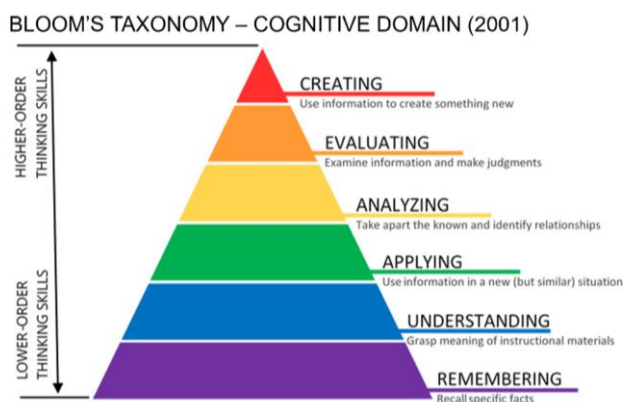 BLOOM'S TAXONOMY – COGNITIVE DOMAIN (2001)
HIGHER-ORDER
THINKING SKILLS
LOWER-ORDER
THINKING SKILLS
CREATING
Use information to create something new
EVALUATING
Examine information and make judgments
ANALYZING
Take apart the known and identify relationships
APPLYING
Use information in a new (but similar) situation
UNDERSTANDING
Grasp meaning of instructional materials
REMEMBERING
Recall specific facts